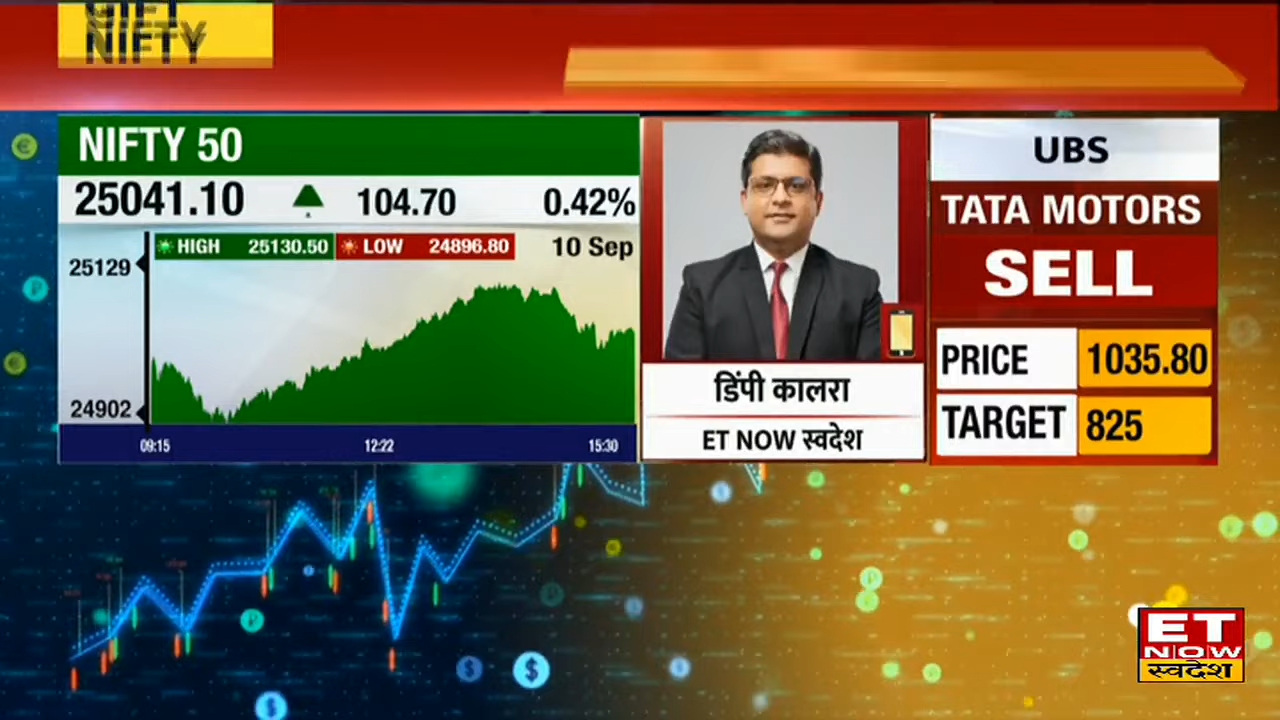 NIFTY
NIFTY 50
25041.10 104.70 0.42%
HIGH 25130.50 LOW 24896.80 10 Sep
25129
24902
09:15 12:22 15:30
डिंपी कालरा
ET NOW स्वदेश
UBS
TATA MOTORS
SELL
PRICE 1035.80
TARGET 825
ET
NOW
स्वदेश